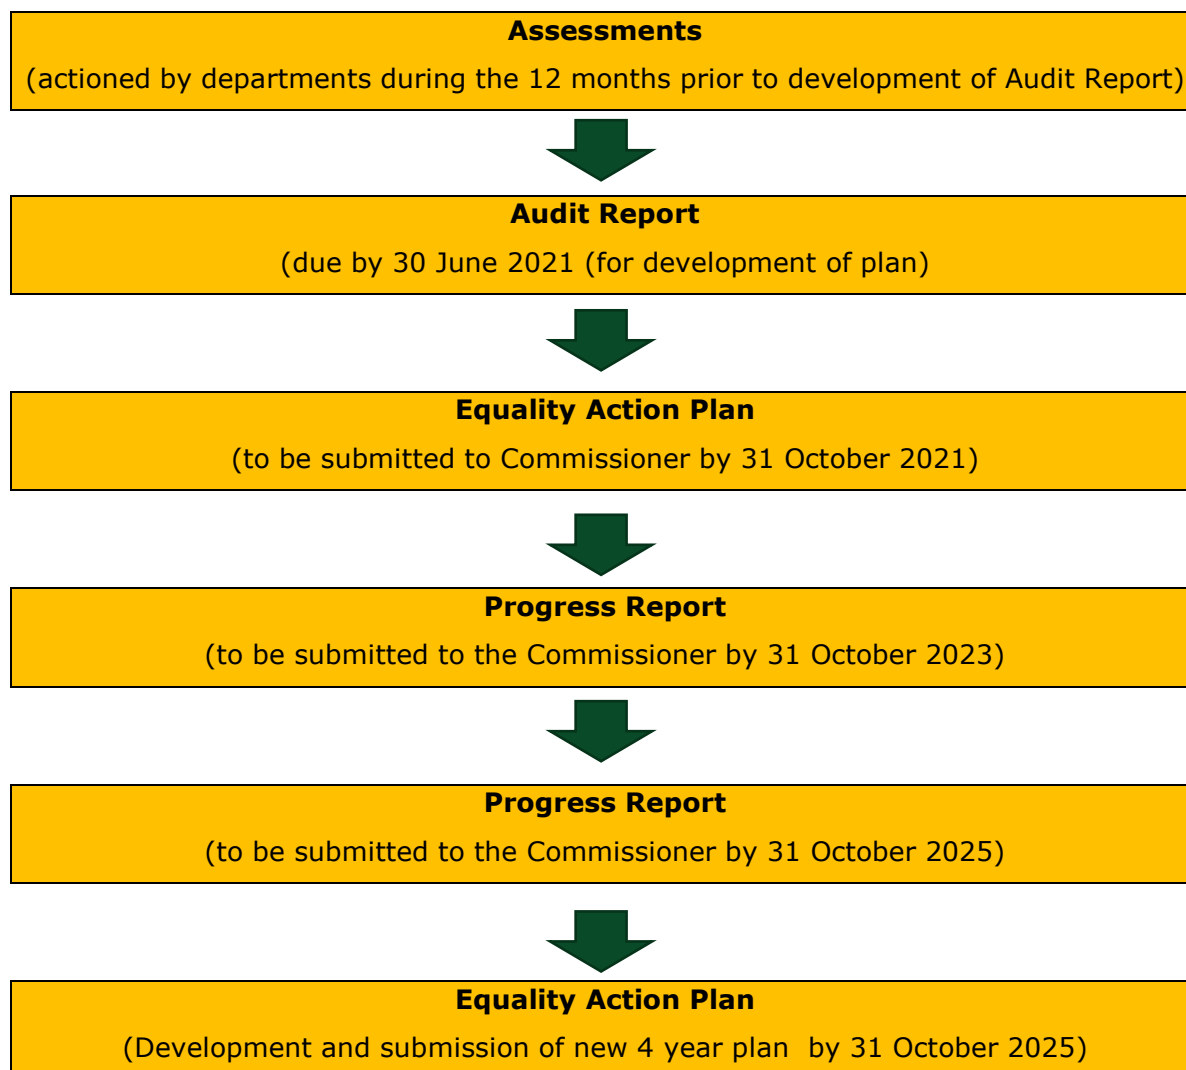 Assessments
(actioned by departments during the 12 months prior to development of Audit Report)
Audit Report
(due by 30 June 2021 (for development of plan)
Equality Action Plan
(to be submitted to Commissioner by 31 October 2021)
Progress Report
(to be submitted to the Commissioner by 31 October 2023)
Progress Report
(to be submitted to the Commissioner by 31 October 2025)
Equality Action Plan
(Development and submission of new 4 year plan  by 31 October 2025)